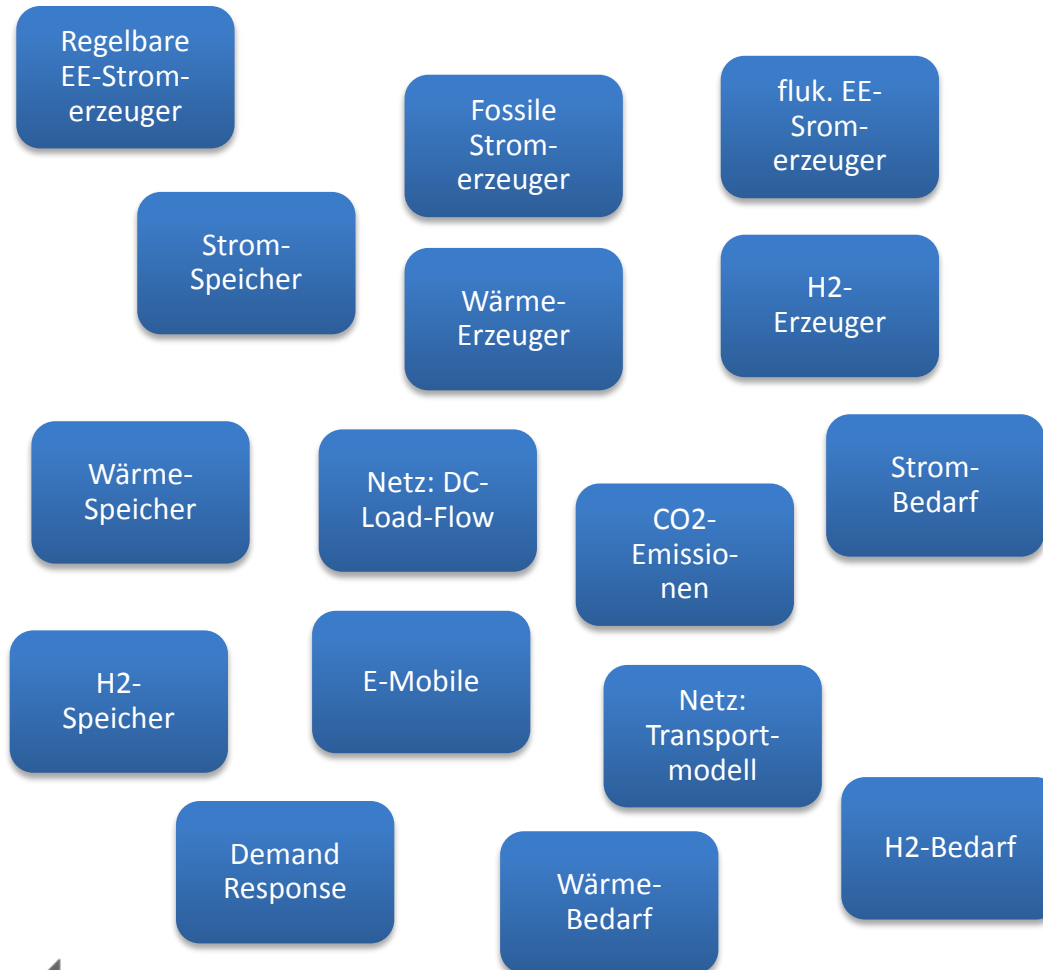 Regelbare
EE-Strom-
erzeuger
Fossile
Strom-
erzeuger
fluk. EE-
Srom-
erzeuger
Strom-
Speicher
Wärme-
Erzeuger
H2-
Erzeuger
Wärme-
Speicher
Netz: DC-
Load-Flow
CO2-
Emissio-
nen
Strom-
Bedarf
H2-
Speicher
E-Mobile
Netz:
Transport-
modell
Demand
Response
Wärme-
Bedarf
H2-Bedarf